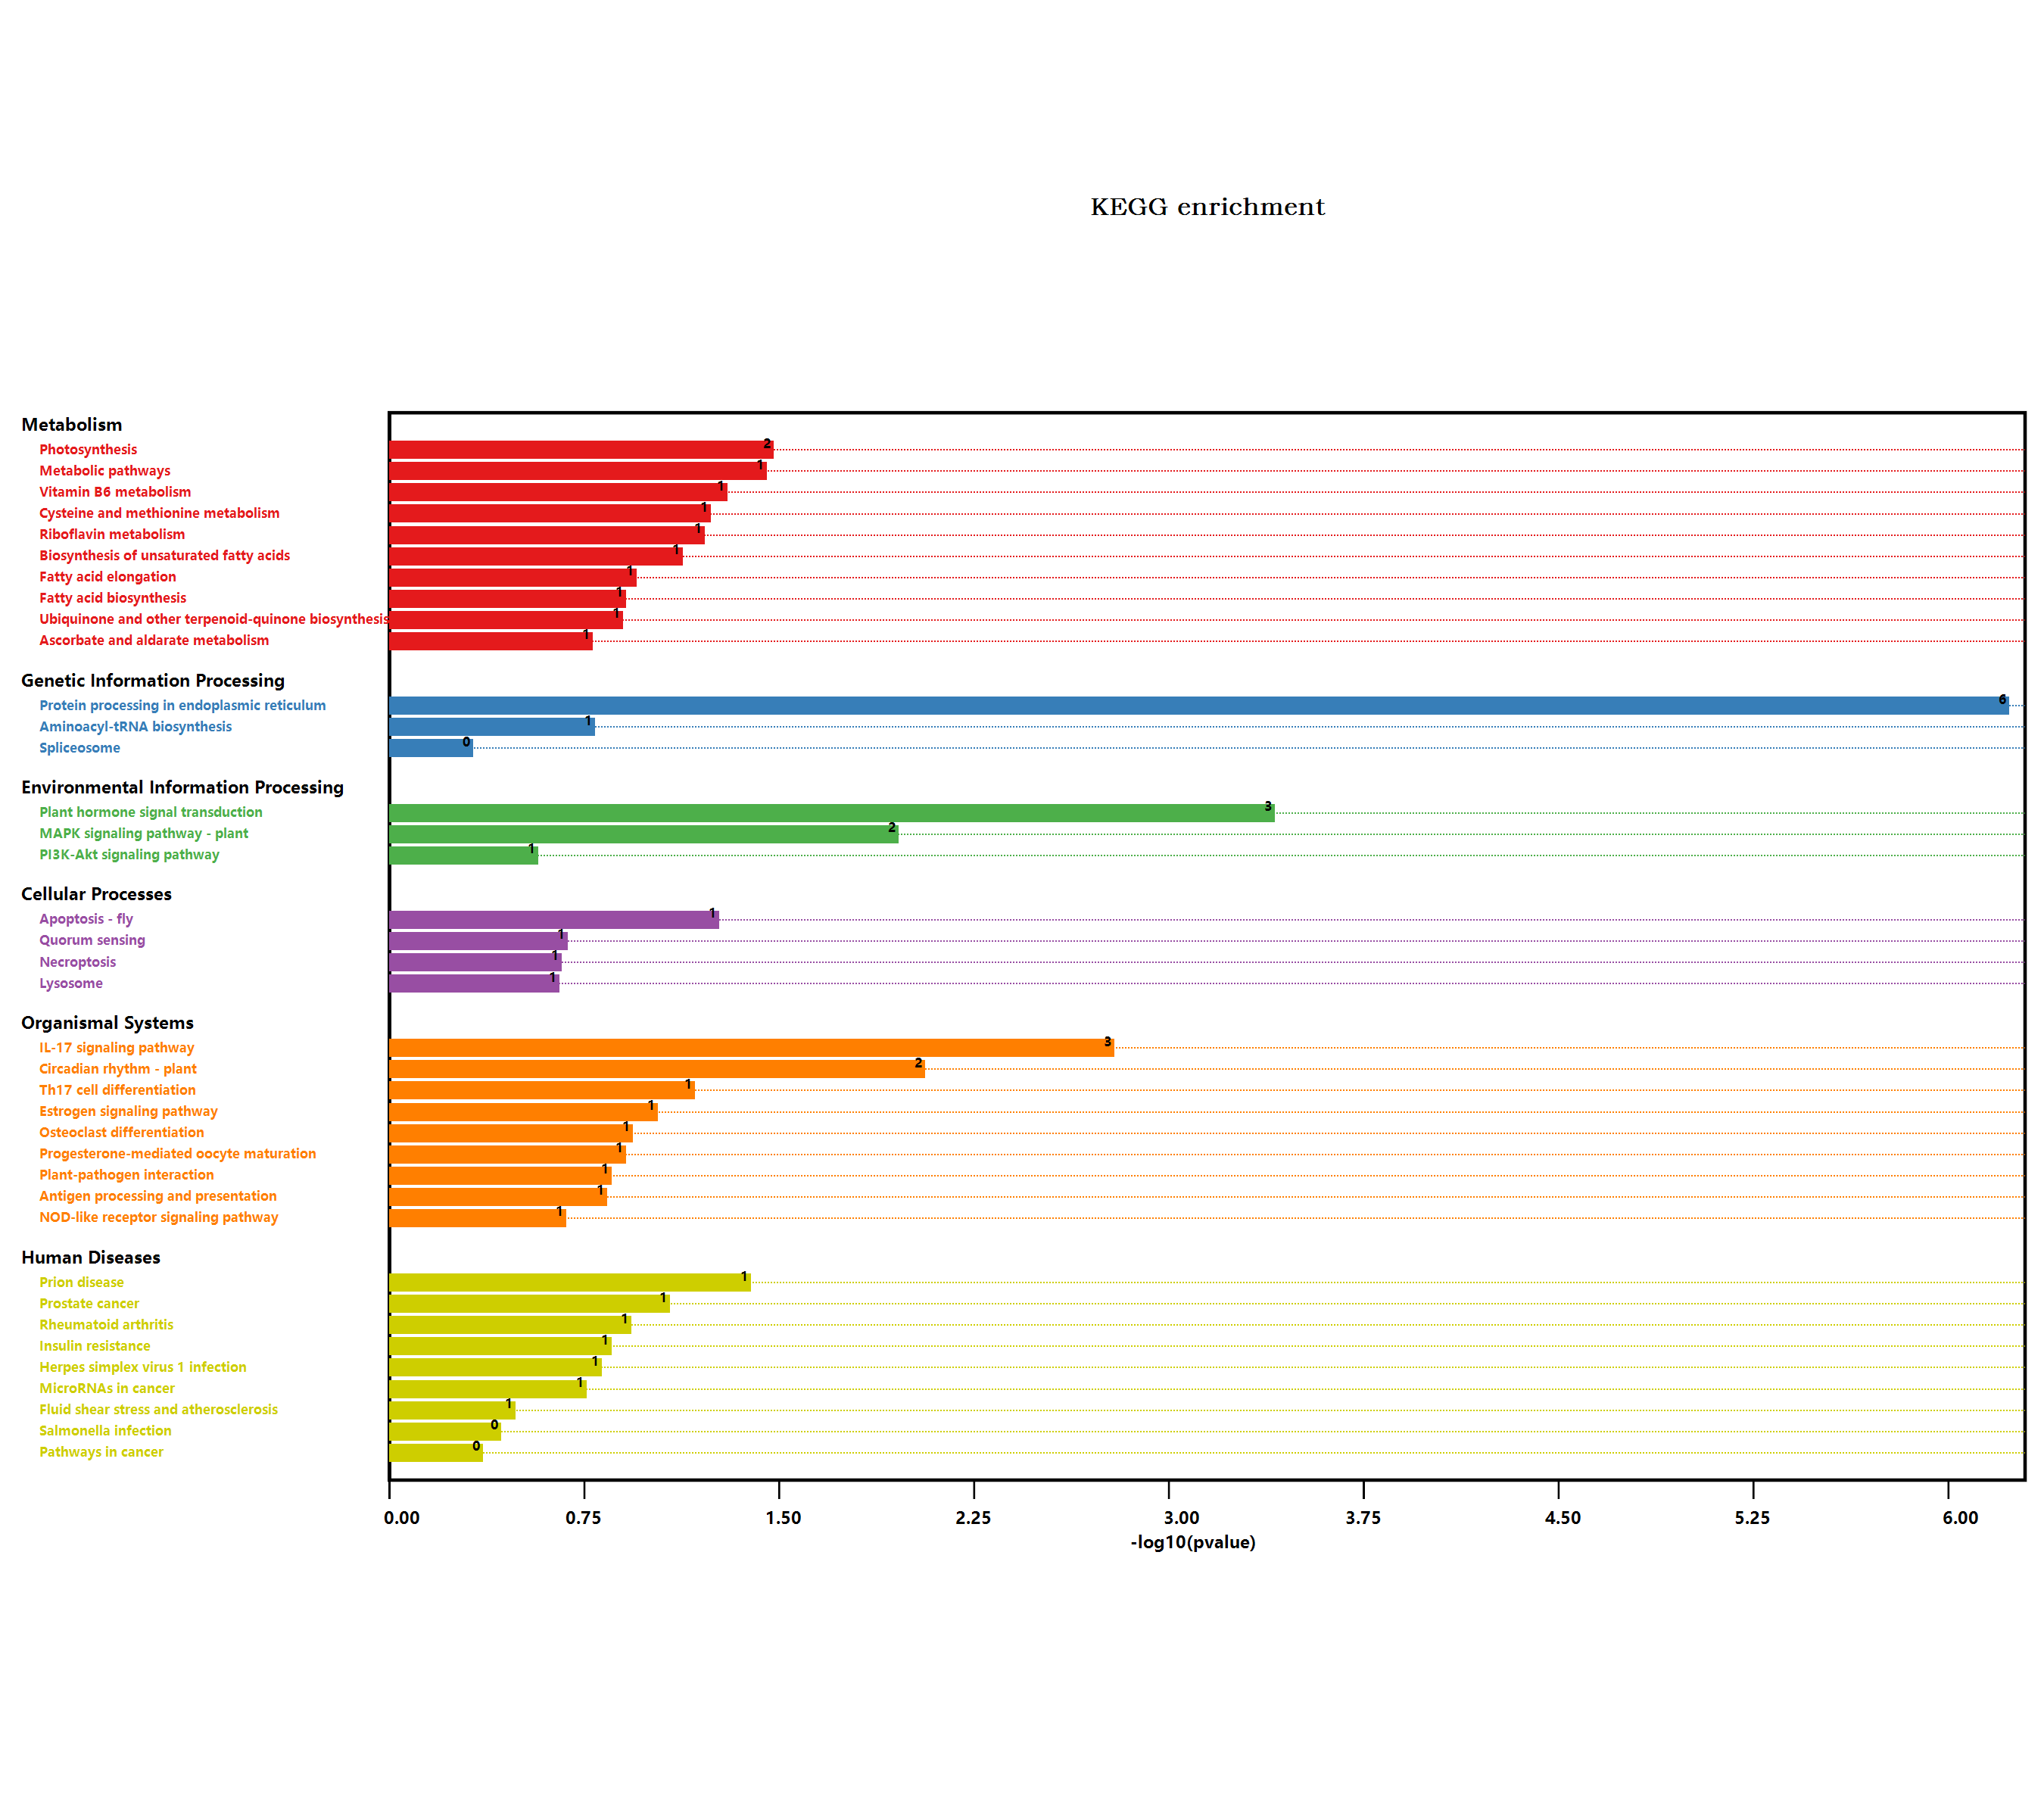 KEGG enrichment
Metabolism
Photosynthesis 2
Metabolic pathways 1
Vitamin B6 metabolism 1
Cysteine and methionine metabolism 1
Riboflavin metabolism 1
Biosynthesis of unsaturated fatty acids 1
Fatty acid elongation 1
Fatty acid biosynthesis 1
Ubiquinone and other terpenoid-quinone biosynthesis 1
Ascorbate and aldarate metabolism 1
Genetic Information Processing
Protein processing in endoplasmic reticulum 6
Aminoacyl-tRNA biosynthesis 1
Spliceosome 0
Environmental Information Processing
Plant hormone signal transduction 3
MAPK signaling pathway - plant 2
PI3K-Akt signaling pathway 1
Cellular Processes
Apoptosis - fly 1
Quorum sensing 1
Necroptosis 1
Lysosome 1
Organismal Systems
IL-17 signaling pathway 3
Circadian rhythm - plant 2
Th17 cell differentiation 1
Estrogen signaling pathway 1
Osteoclast differentiation 1
Progesterone-mediated oocyte maturation 1
Plant-pathogen interaction 1
Antigen processing and presentation 1
NOD-like receptor signaling pathway 1
Human Diseases
Prion disease 1
Prostate cancer 1
Rheumatoid arthritis 1
Insulin resistance 1
Herpes simplex virus 1 infection 1
MicroRNAs in cancer 1
Fluid shear stress and atherosclerosis 1
Salmonella infection 0
Pathways in cancer 0
0.00 0.75 1.50 2.25 3.00 3.75 4.50 5.25 6.00
-log10(pvalue)